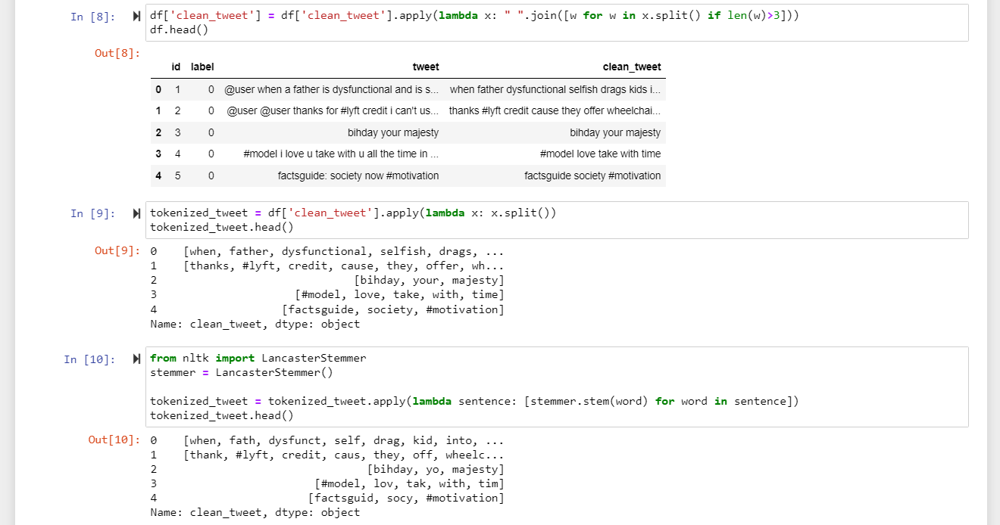 In [8]: df['clean_tweet'] = df['clean_tweet'].apply(lambda x: " ".join([w for w in x.split() if len(w)>3]))
df.head()
Out[8]:
id label tweet clean_tweet
0 1 0 @user when a father is dysfunctional and is s... when father dysfunctional selfish drags kids i...
1 2 0 @user @user thanks for #lyft credit i can't us... thanks #lyft credit cause they offer wheelchai...
2 3 0 bihday your majesty bihday your majesty
3 4 0 #model i love u take with u all the time in ... #model love take with time
4 5 0 factsguide: society now #motivation factsguide society #motivation
In [9]: tokenized_tweet = df['clean_tweet'].apply(lambda x: x.split())
tokenized_tweet.head()
Out[9]: 0 [when, father, dysfunctional, selfish, drags, ...
1 [thanks, #lyft, credit, cause, they, offer, wh...
2 [bihday, your, majesty]
3 [#model, love, take, with, time]
4 [factsguide, society, #motivation]
Name: clean_tweet, dtype: object
In [10]: from nltk import LancasterStemmer
stemmer = LancasterStemmer()
tokenized_tweet = tokenized_tweet.apply(lambda sentence: [stemmer.stem(word) for word in sentence])
tokenized_tweet.head()
Out[10]: 0 [when, fath, dysfunct, self, drag, kid, into, ...
1 [thank, #lyft, credit, caus, they, off, wheelc...
2 [bihday, yo, majesty]
3 [#model, lov, tak, with, tim]
4 [factsguid, socy, #motivation]
Name: clean_tweet, dtype: object